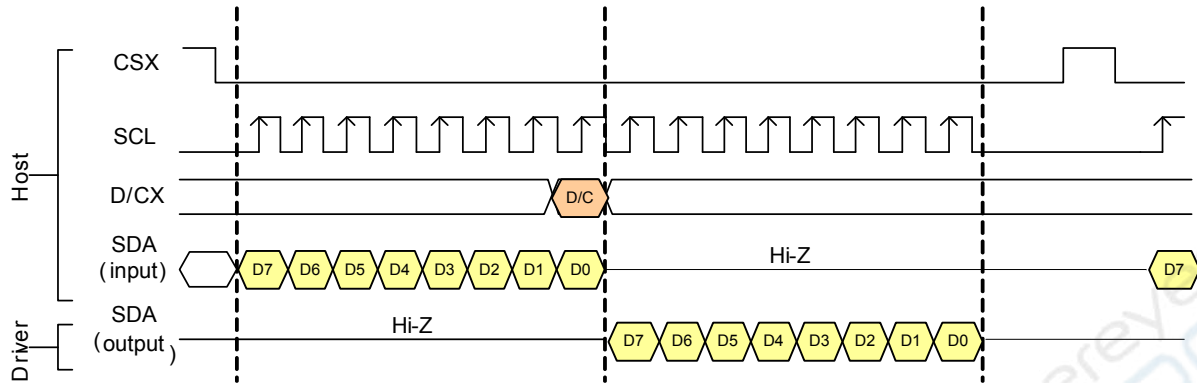 CSX
SCL
D/CX
D/C
Host
SDA
(input)
D7 D6 D5 D4 D3 D2 D1 D0
Hi-Z
D7
SDA
(output)
Hi-Z
D7 D6 D5 D4 D3 D2 D1 D0
Driver